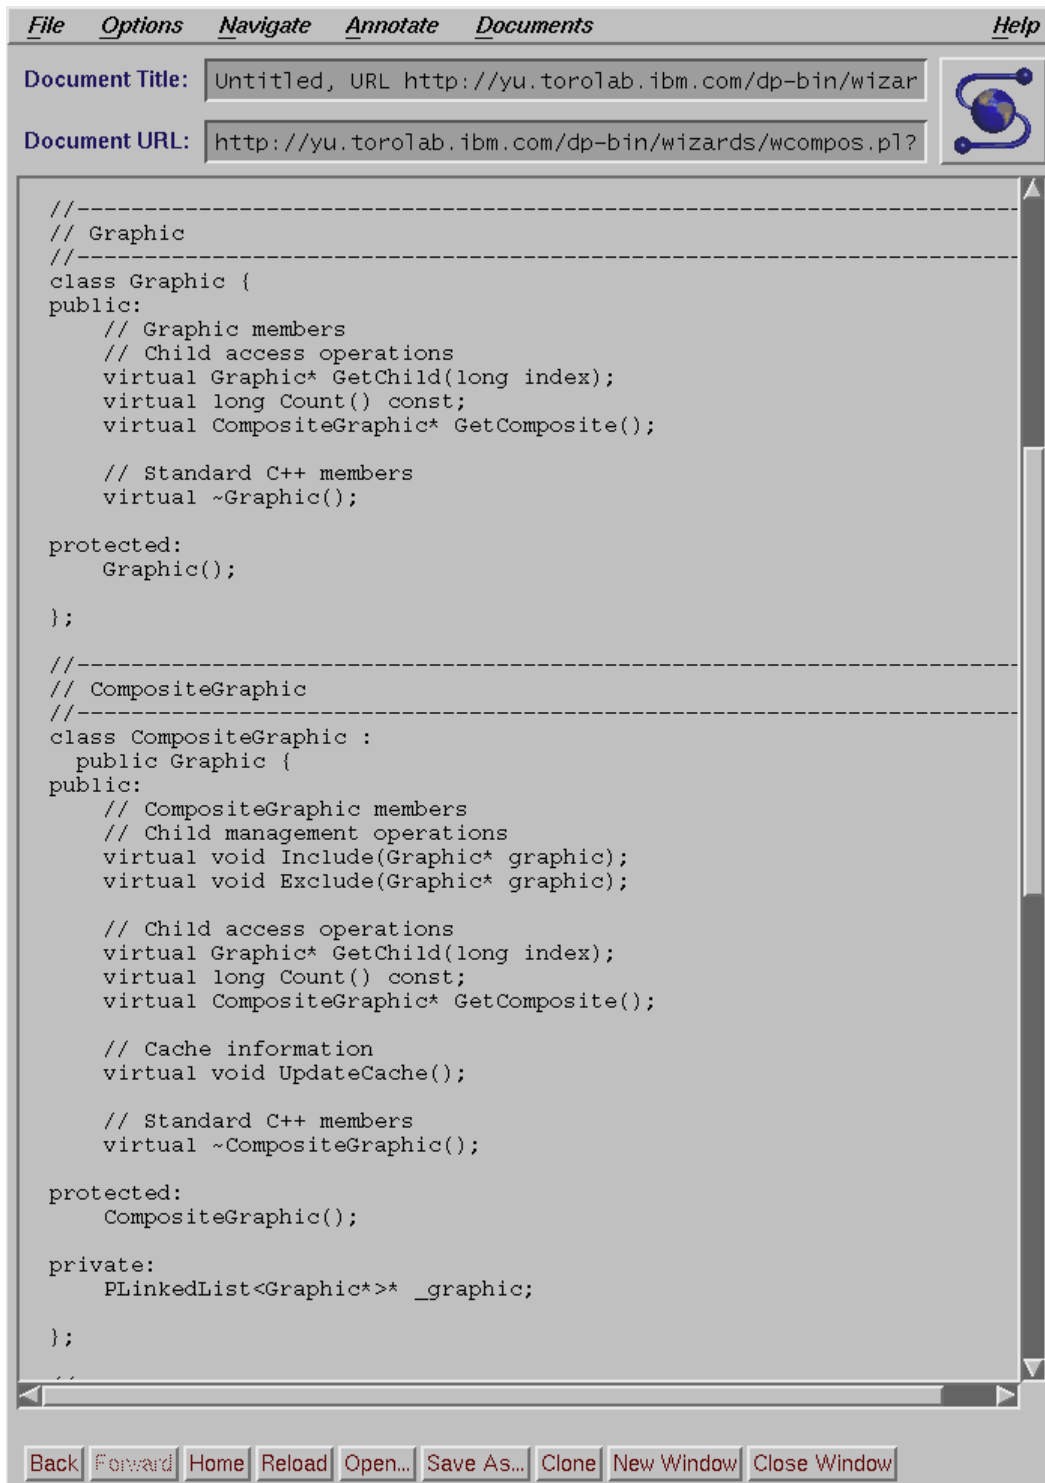 File Options Navigate Annotate Documents Help
Document Title: Untitled, URL http://yu.torolab.ibm.com/dp-bin/wizar
Document URL: http://yu.torolab.ibm.com/dp-bin/wizards/wcompos.pl?
//----------------------------------------------------------------------
// Graphic
//----------------------------------------------------------------------
class Graphic {
public:
    // Graphic members
    // Child access operations
    virtual Graphic* GetChild(long index);
    virtual long Count() const;
    virtual CompositeGraphic* GetComposite();

    // Standard C++ members
    virtual ~Graphic();

protected:
    Graphic();

};

//----------------------------------------------------------------------
// CompositeGraphic
//----------------------------------------------------------------------
class CompositeGraphic :
  public Graphic {
public:
    // CompositeGraphic members
    // Child management operations
    virtual void Include(Graphic* graphic);
    virtual void Exclude(Graphic* graphic);

    // Child access operations
    virtual Graphic* GetChild(long index);
    virtual long Count() const;
    virtual CompositeGraphic* GetComposite();

    // Cache information
    virtual void UpdateCache();

    // Standard C++ members
    virtual ~CompositeGraphic();

protected:
    CompositeGraphic();

private:
    PLinkedList<Graphic*>* _graphic;

};
Back Forward Home Reload Open... Save As... Clone New Window Close Window